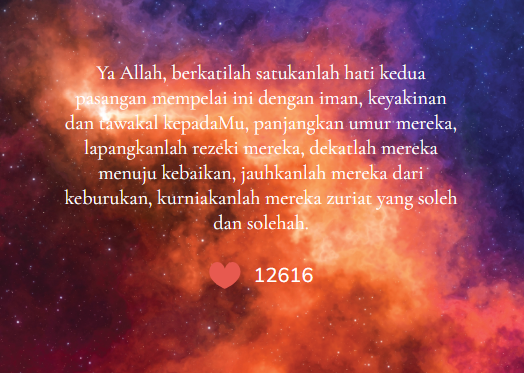 Ya Allah, berkatilah satukanlah hati kedua
pasangan mempelai ini dengan iman, keyakinan
dan tawakal kepadaMu, panjangkan umur mereka,
lapangkanlah rezeki mereka, dekatlah mereka
menuju kebaikan, jauhkanlah mereka dari
keburukan, kurniakanlah mereka zuriat yang soleh
dan solehah.
12616